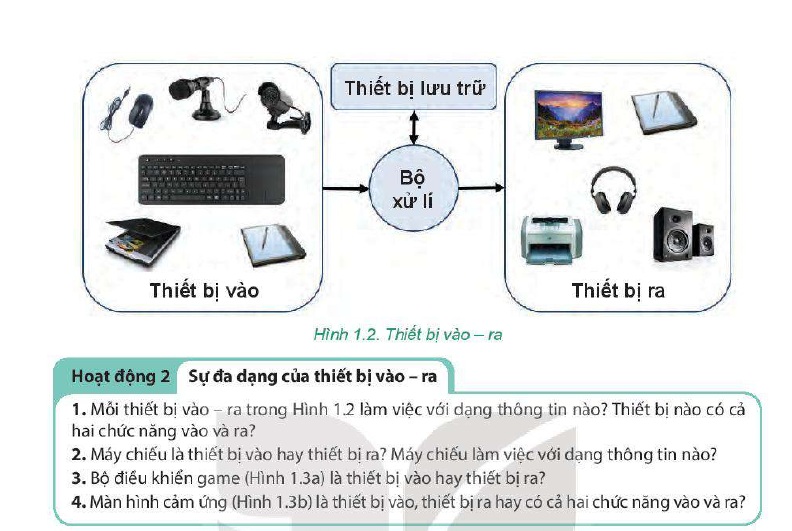 Thiết bị lưu trữ
Bộ
xử lí
Thiết bị vào
Thiết bị ra
Hình 1.2. Thiết bị vào – ra
Hoạt động 2 Sự đa dạng của thiết bị vào – ra
1. Mỗi thiết bị vào – ra trong Hình 1.2 làm việc với dạng thông tin nào? Thiết bị nào có cả
hai chức năng vào và ra?
2. Máy chiếu là thiết bị vào hay thiết bị ra? Máy chiếu làm việc với dạng thông tin nào?
3. Bộ điều khiển game (Hình 1.3a) là thiết bị vào hay thiết bị ra?
4. Màn hình cảm ứng (Hình 1.3b) là thiết bị vào, thiết bị ra hay có cả hai chức năng vào và ra?